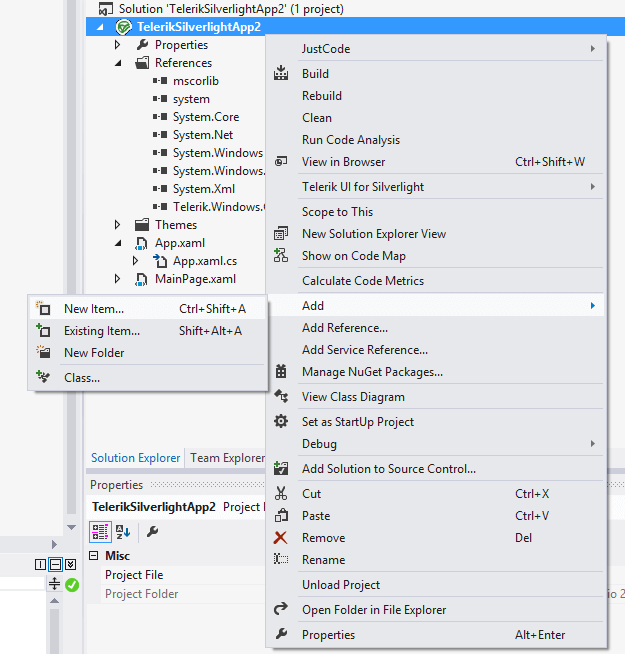 Solution 'TelerikSilverlightApp2' (1 project)
TelerikSilverlightApp2
Properties
References
mscorlib
system
System.Core
System.Net
System.Windows
System.Windows.
System.Xml
Telerik.Windows.
Themes
App.xaml
App.xaml.cs
MainPage.xaml
JustCode
Build
Rebuild
Clean
Run Code Analysis
View in Browser Ctrl+Shift+W
Telerik UI for Silverlight
Scope to This
New Solution Explorer View
Show on Code Map
Calculate Code Metrics
Add
Add Reference...
Add Service Reference...
Manage NuGet Packages...
View Class Diagram
Set as StartUp Project
Debug
Add Solution to Source Control...
Cut Ctrl+X
Paste Ctrl+V
Remove Del
Rename
Unload Project
Open Folder in File Explorer
Properties Alt+Enter
New Item... Ctrl+Shift+A
Existing Item... Shift+Alt+A
New Folder
Class...
Solution Explorer Team Explorer
Properties
TelerikSilverlightApp2 Project
Misc
Project File
Project Folder